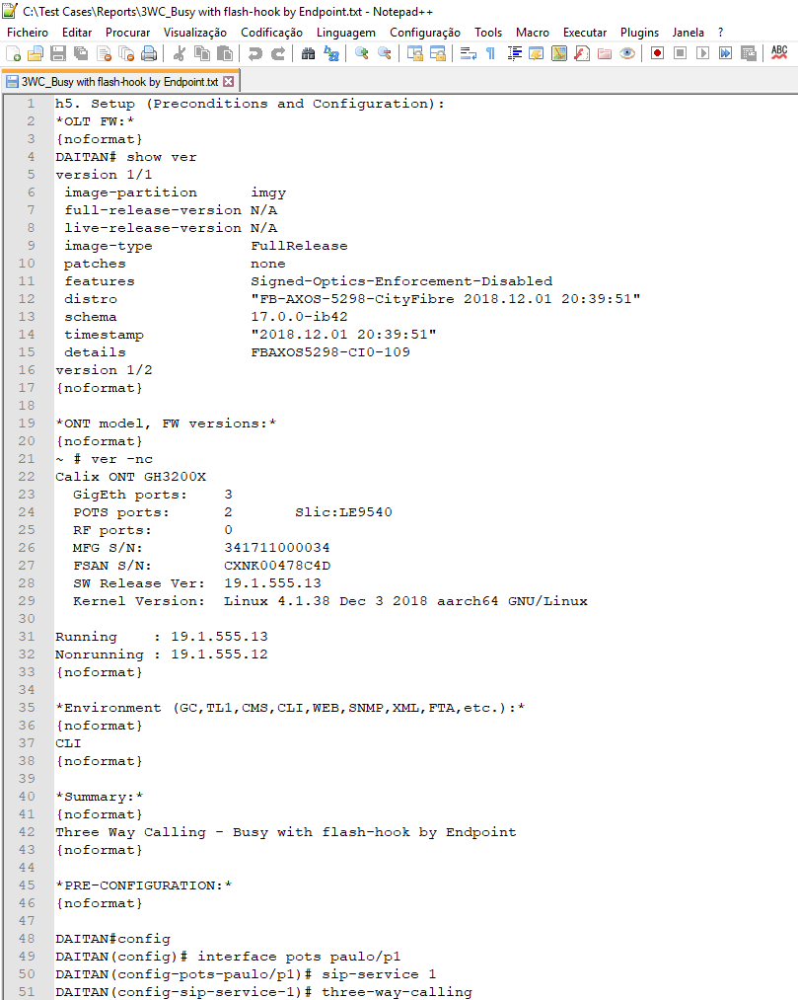 C:\Test Cases\Reports\3WC_Busy with flash-hook by Endpoint.txt - Notepad++
Ficheiro Editar Procurar Visualização Codificação Linguagem Configuração Tools Macro Executar Plugins Janela ?
ABC
3WC_Busy with flash-hook by Endpoint.txt
1 h5. Setup (Preconditions and Configuration):
2 *OLT FW:*
3 {noformat}
4 DAITAN# show ver
5 version 1/1
6 image-partition imgy
7 full-release-version N/A
8 live-release-version N/A
9 image-type FullRelease
10 patches none
11 features Signed-Optics-Enforcement-Disabled
12 distro "FB-AXOS-5298-CityFibre 2018.12.01 20:39:51"
13 schema 17.0.0-ib42
14 timestamp "2018.12.01 20:39:51"
15 details FBAXOS5298-CI0-109
16 version 1/2
17 {noformat}
18
19 *ONT model, FW versions:*
20 {noformat}
21 ~ # ver -nc
22 Calix ONT GH3200X
23 GigEth ports: 3
24 POTS ports: 2 Slic:LE9540
25 RF ports: 0
26 MFG S/N: 341711000034
27 FSAN S/N: CXNK00478C4D
28 SW Release Ver: 19.1.555.13
29 Kernel Version: Linux 4.1.38 Dec 3 2018 aarch64 GNU/Linux
30
31 Running : 19.1.555.13
32 Nonrunning : 19.1.555.12
33 {noformat}
34
35 *Environment (GC,TL1,CMS,CLI,WEB,SNMP,XML,FTA,etc.):*
36 {noformat}
37 CLI
38 {noformat}
39
40 *Summary:*
41 {noformat}
42 Three Way Calling - Busy with flash-hook by Endpoint
43 {noformat}
44
45 *PRE-CONFIGURATION:*
46 {noformat}
47
48 DAITAN#config
49 DAITAN(config)# interface pots paulo/p1
50 DAITAN(config-pots-paulo/p1)# sip-service 1
51 DAITAN(config-sip-service-1)# three-way-calling